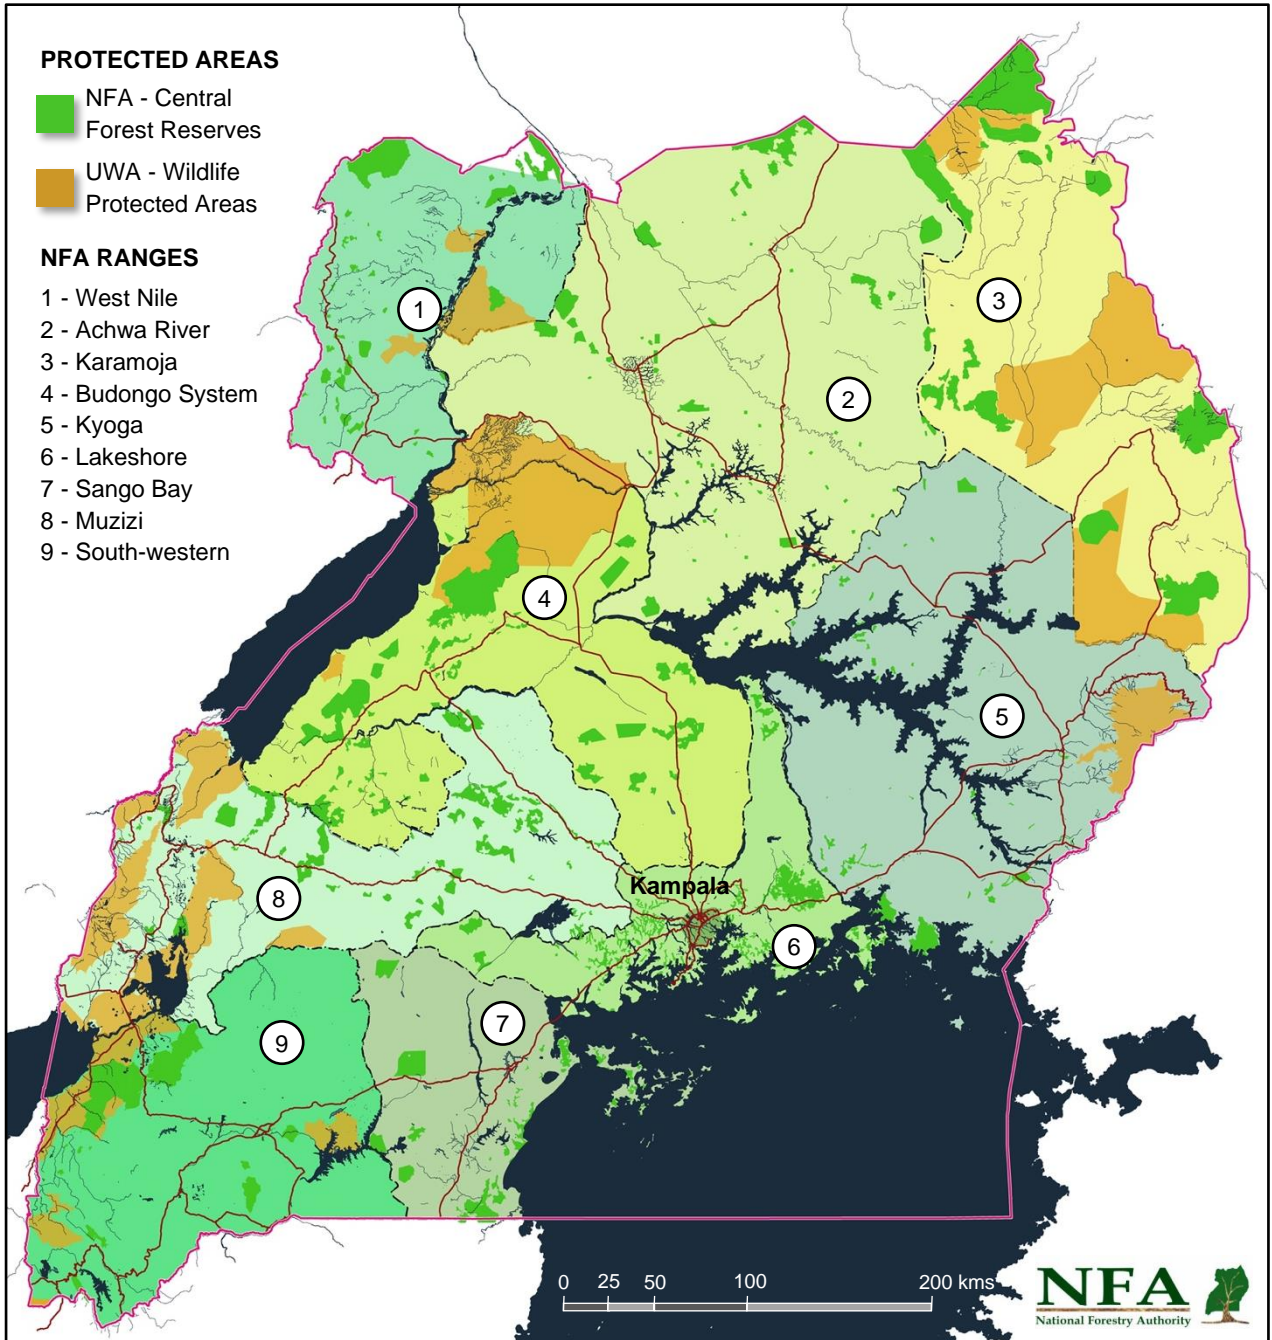 PROTECTED AREAS
NFA - Central
Forest Reserves
UWA - Wildlife
Protected Areas
NFA RANGES
1 - West Nile
2 - Achwa River
3 - Karamoja
4 - Budongo System
5 - Kyoga
6 - Lakeshore
7 - Sango Bay
8 - Muzizi
9 - South-western
1
3
2
4
5
Kampala
8
6
7
9
0 25 50 100 200 kms
NFA
National Forestry Authority